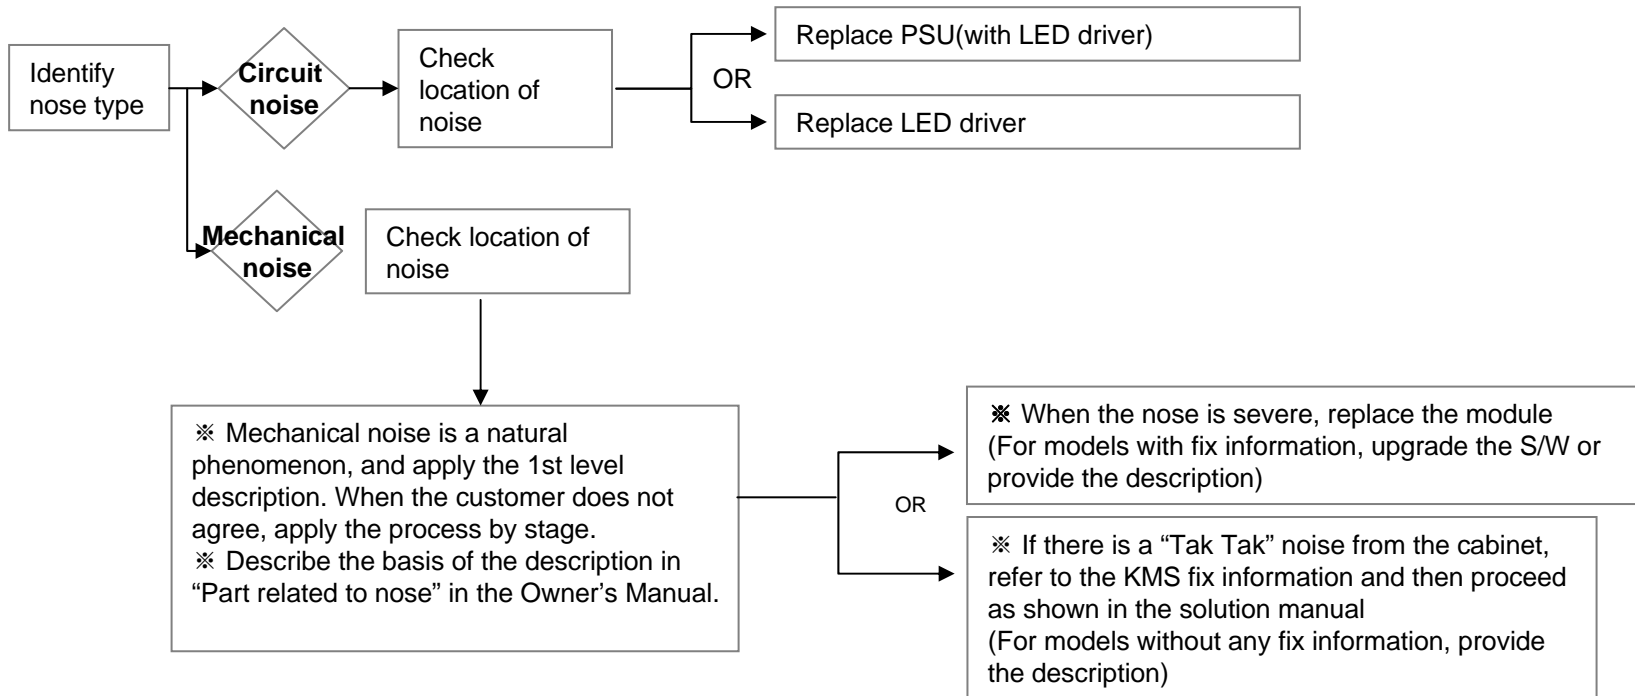 Identify
nose type
Circuit
noise
Check
location of
noise
Replace PSU(with LED driver)
OR
Replace LED driver
Mechanical
noise
Check location of
noise
※ Mechanical noise is a natural
phenomenon, and apply the 1st level
description. When the customer does not
agree, apply the process by stage.
※ Describe the basis of the description in
“Part related to nose” in the Owner’s Manual.
※ When the nose is severe, replace the module
(For models with fix information, upgrade the S/W or
provide the description)
OR
※ If there is a “Tak Tak” noise from the cabinet,
refer to the KMS fix information and then proceed
as shown in the solution manual
(For models without any fix information, provide
the description)